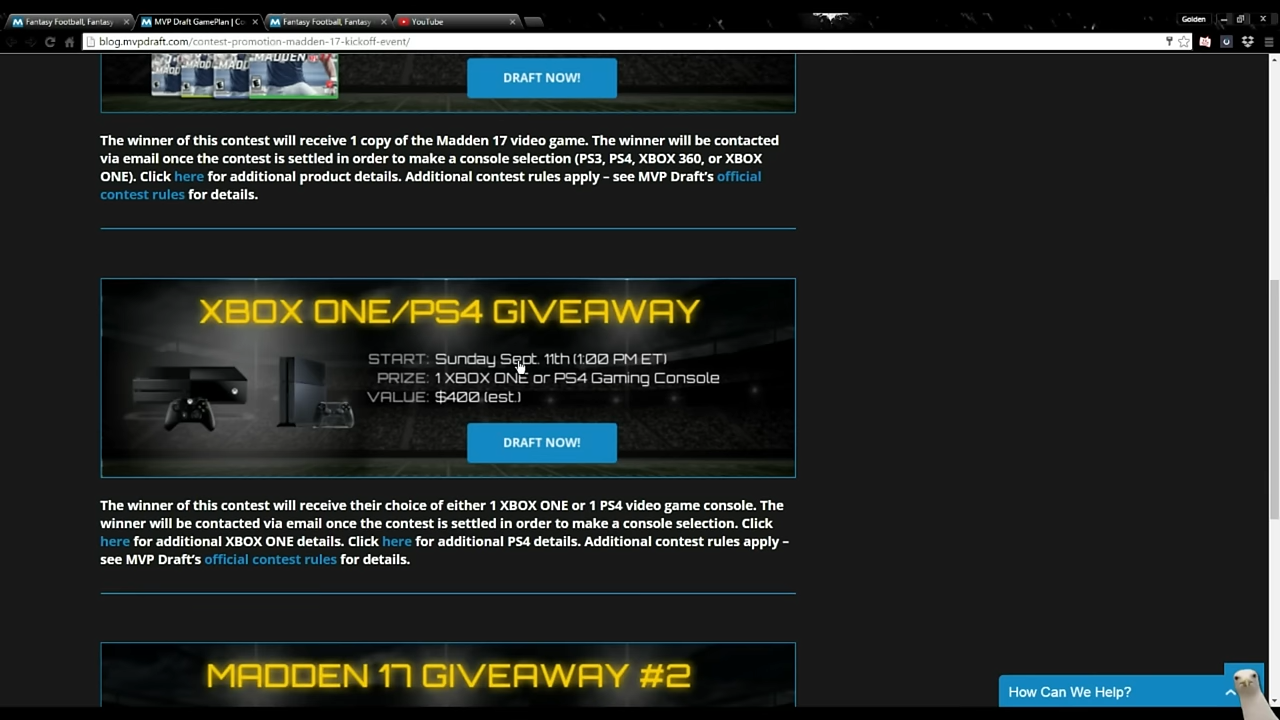 Fantasy Football, Fantasy
MVP Draft GamePlan | Co
Fantasy Football, Fantasy
YouTube
Golden
blog.mvpdraft.com/contest-promotion-madden-17-kickoff-event/
DRAFT NOW!
The winner of this contest will receive 1 copy of the Madden 17 video game. The winner will be contacted
via email once the contest is settled in order to make a console selection (PS3, PS4, XBOX 360, or XBOX
ONE). Click here for additional product details. Additional contest rules apply – see MVP Draft's official
contest rules for details.
XBOX ONE/PS4 GIVEAWAY
START: Sunday Sept. 11th (1:00 PM ET)
PRIZE: 1 XBOX ONE or PS4 Gaming Console
VALUE: $400 (est.)
DRAFT NOW!
The winner of this contest will receive their choice of either 1 XBOX ONE or 1 PS4 video game console. The
winner will be contacted via email once the contest is settled in order to make a console selection. Click
here for additional XBOX ONE details. Click here for additional PS4 details. Additional contest rules apply –
see MVP Draft's official contest rules for details.
MADDEN 17 GIVEAWAY #2
How Can We Help?